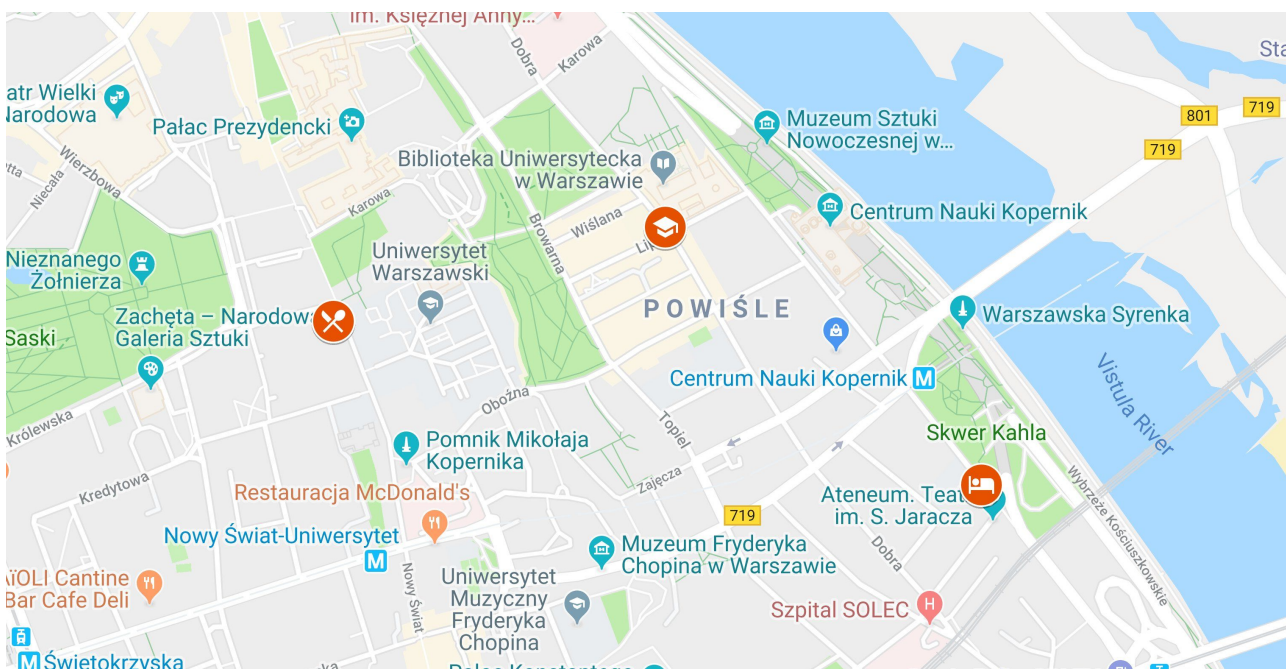 im. Księżnej Anny...
Dobra
Karowa
Sta
801
719
atr Wielki
Narodowa
Pałac Prezydencki
Muzeum Sztuki
Nowoczesnej w...
719
Wierzbowa
Niecała
Biblioteka Uniwersytecka
w Warszawie
Karowa
Wiślana
Browarna
Lip
Centrum Nauki Kopernik
Uniwersytet
Warszawski
Nieznanego
Żołnierza
Zachęta – Narodowa
Galeria Sztuki
Saski
POWIŚLE
Warszawska Syrenka
Vistula River
Centrum Nauki Kopernik
M
Oboźna
Królewska
Topiel
Skwer Kahla
Pomnik Mikołaja
Kopernika
Kredytowa
Zajęcza
Restauracja McDonald's
Ateneum. Teat
im. S. Jaracza
Wybrzeże Kościuszkowskie
719
Nowy Świat-Uniwersytet
M
Dobra
Muzeum Fryderyka
Chopina w Warszawie
AïOLI Cantine
Bar Cafe Deli
Nowy Świat
Uniwersytet
Muzyczny
Fryderyka
Chopina
Szpital SOLEC
H
M
Świętokrzyska